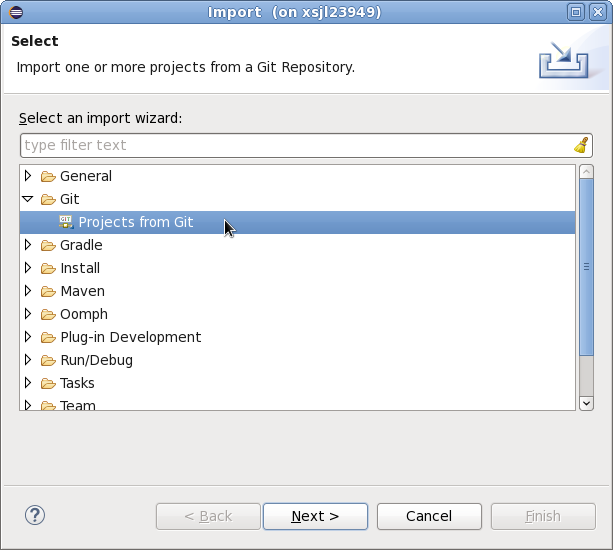 Import  (on xsjl23949)
Select
Import one or more projects from a Git Repository.
Select an import wizard:
type filter text
General
Git
GIT Projects from Git
Gradle
Install
Maven
Oomph
Plug-in Development
Run/Debug
Tasks
Team
?
< Back
Next >
Cancel
Finish